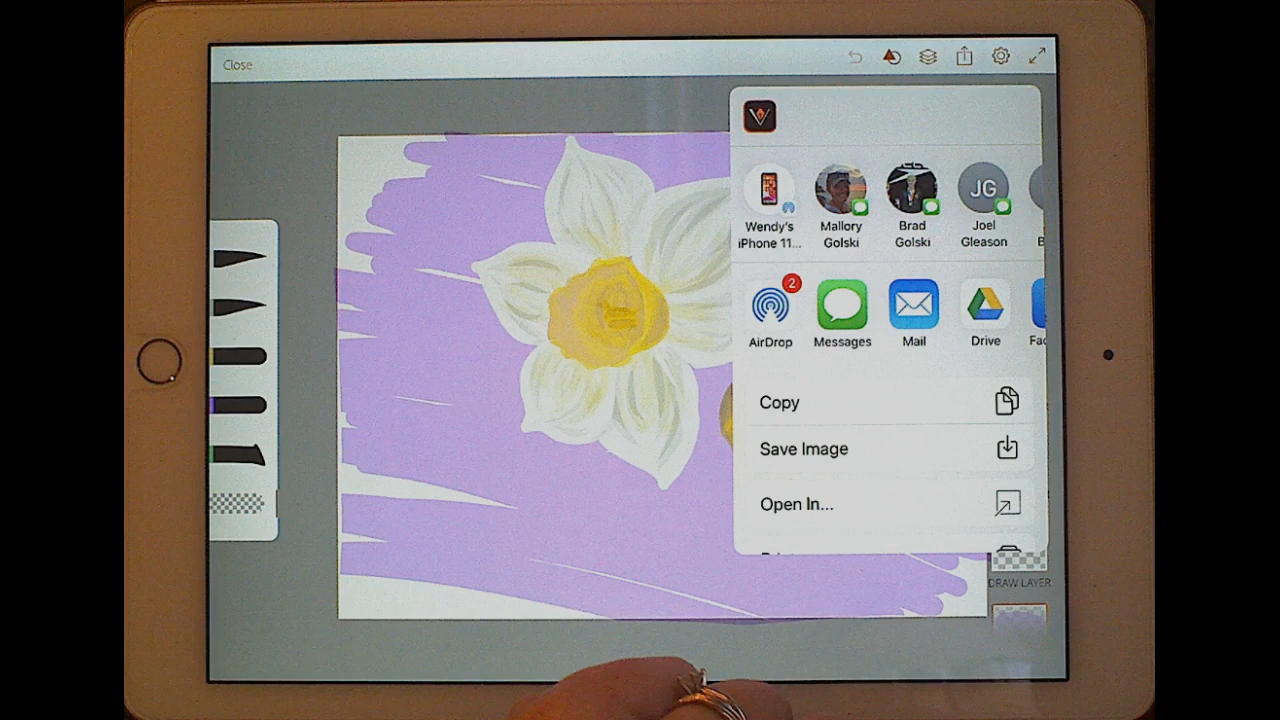 Close
Wendy's
iPhone 11...
Mallory
Golski
Brad
Golski
JG
Joel
Gleason
B
2
AirDrop
Messages
Mail
Drive
Fac
Copy
Save Image
Open In...
DRAW LAYER